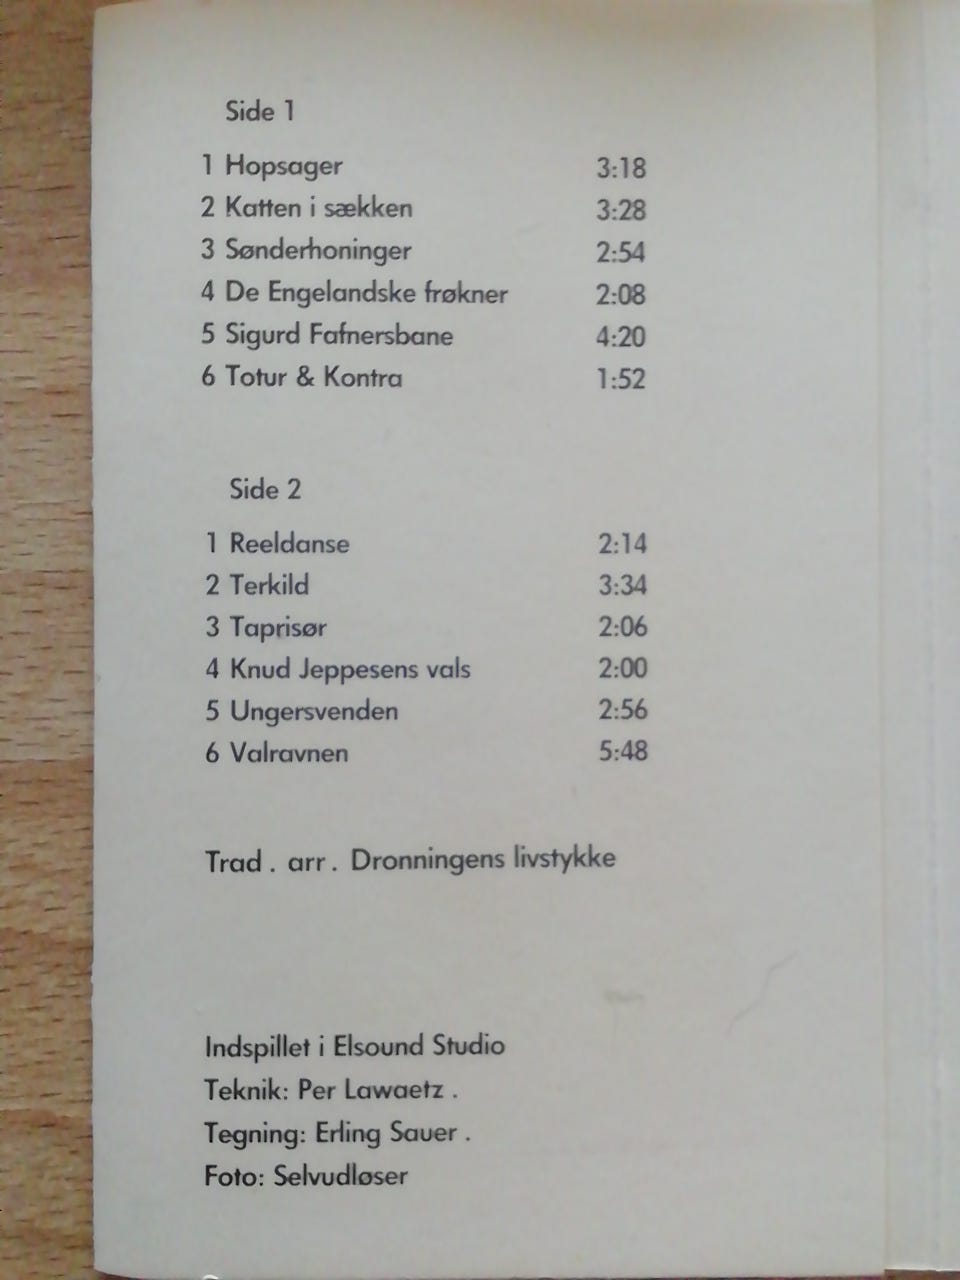 Side 1
1 Hopsager 3:18
2 Katten i sækken 3:28
3 Sønderhoninger 2:54
4 De Engelandske frøkner 2:08
5 Sigurd Fafnersbane 4:20
6 Totur & Kontra 1:52
Side 2
1 Reeldanse 2:14
2 Terkild 3:34
3 Taprisør 2:06
4 Knud Jeppesens vals 2:00
5 Ungersvenden 2:56
6 Valravnen 5:48
Trad . arr . Dronningens livstykke
Indspillet i Elsound Studio
Teknik: Per Lawaetz .
Tegning: Erling Sauer .
Foto: Selvudløser